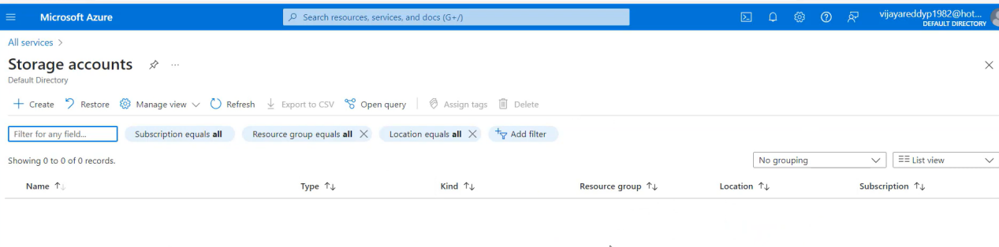 Microsoft Azure
Search resources, services, and docs (G+/)
vijayareddyp1982@hot...
DEFAULT DIRECTORY
All services >
Storage accounts ...
Default Directory
Create Restore Manage view Refresh Export to CSV Open query Assign tags Delete
Filter for any field... Subscription equals all Resource group equals all Location equals all Add filter
Showing 0 to 0 of 0 records. No grouping List view
Name Type Kind Resource group Location Subscription